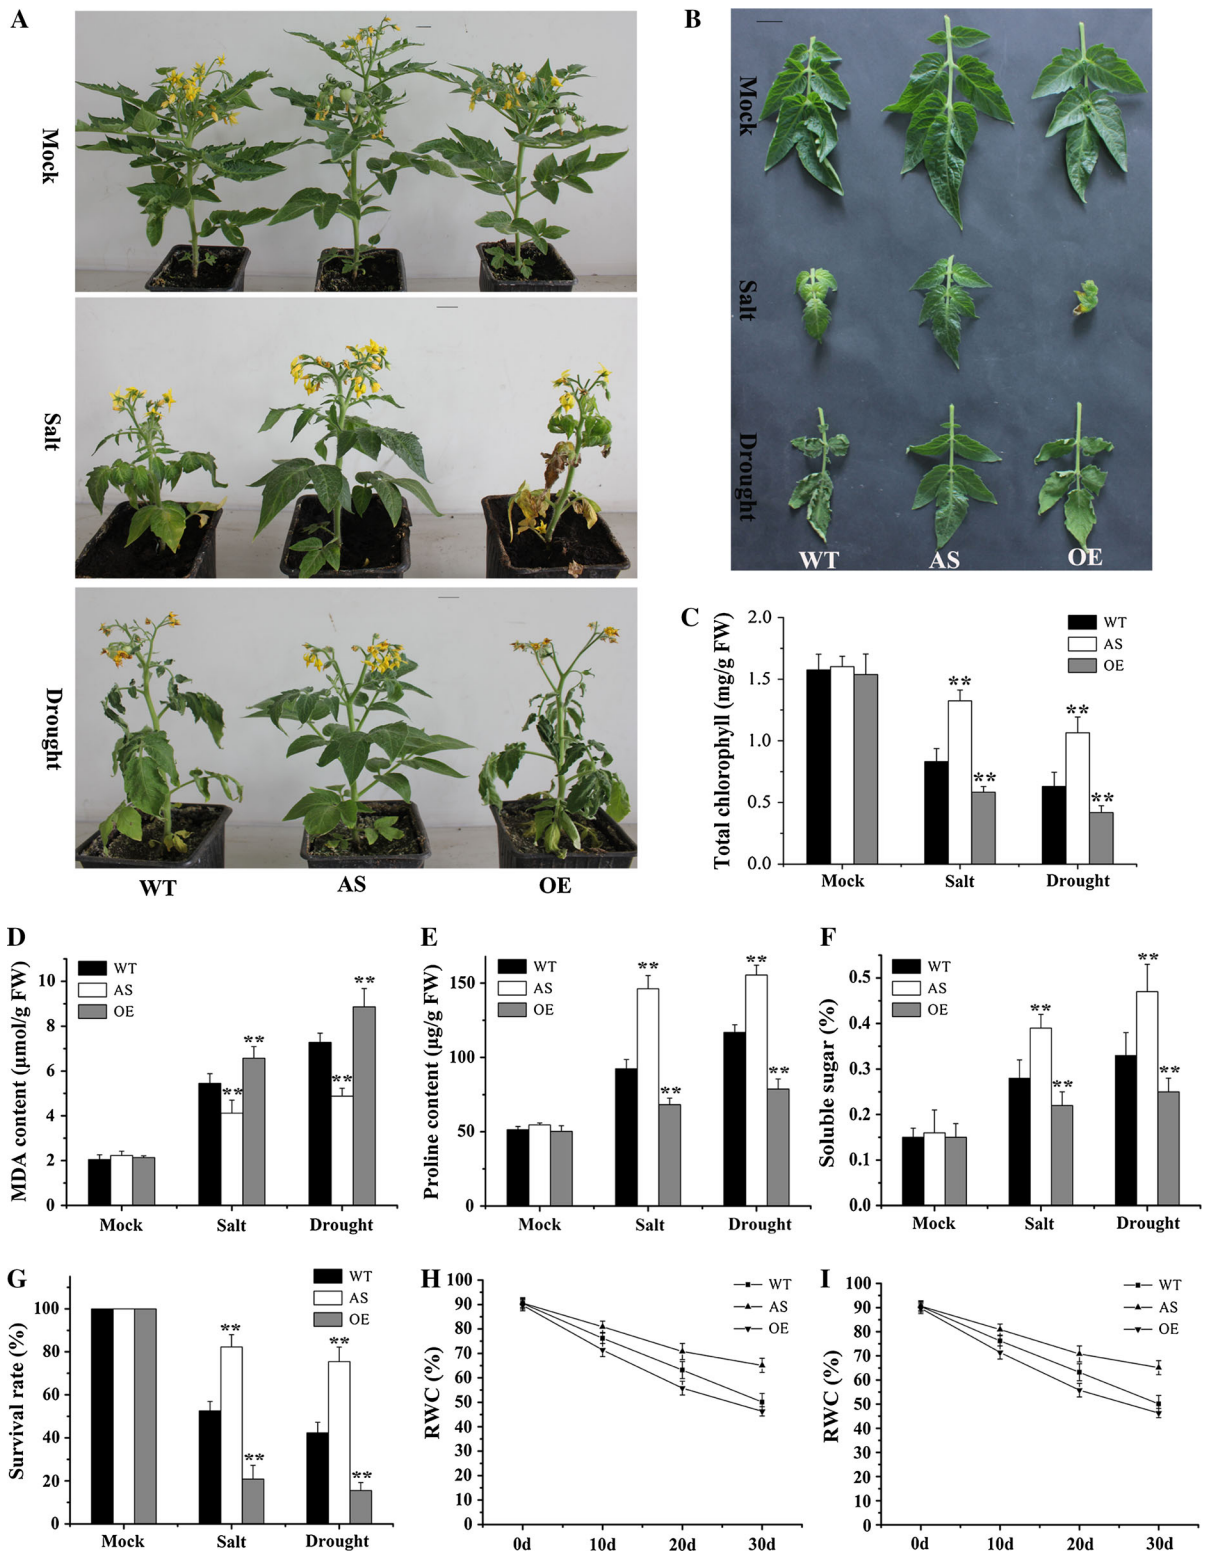 A
Mock
Salt
Drought
WT AS OE
B
Mock
Salt
Drought
WT AS OE
C
Total chlorophyll (mg/g FW)
2.0
1.5
1.0
0.5
0.0
WT
AS
OE
**
**
**
**
Mock Salt Drought
D
MDA content (μmol/g FW)
10
8
6
4
2
0
WT
AS
OE
**
**
**
**
Mock Salt Drought
E
Proline content (μg/g FW)
150
100
50
0
WT
AS
OE
**
**
**
**
Mock Salt Drought
F
Soluble sugar (%)
0.5
0.4
0.3
0.2
0.1
0.0
WT
AS
OE
**
**
**
**
Mock Salt Drought
G
Survival rate (%)
100
80
60
40
20
0
WT
AS
OE
**
**
**
**
Mock Salt Drought
H
RWC (%)
100
90
80
70
60
50
40
30
20
10
0
WT
AS
OE
0d 10d 20d 30d
I
RWC (%)
100
90
80
70
60
50
40
30
20
10
0
WT
AS
OE
0d 10d 20d 30d